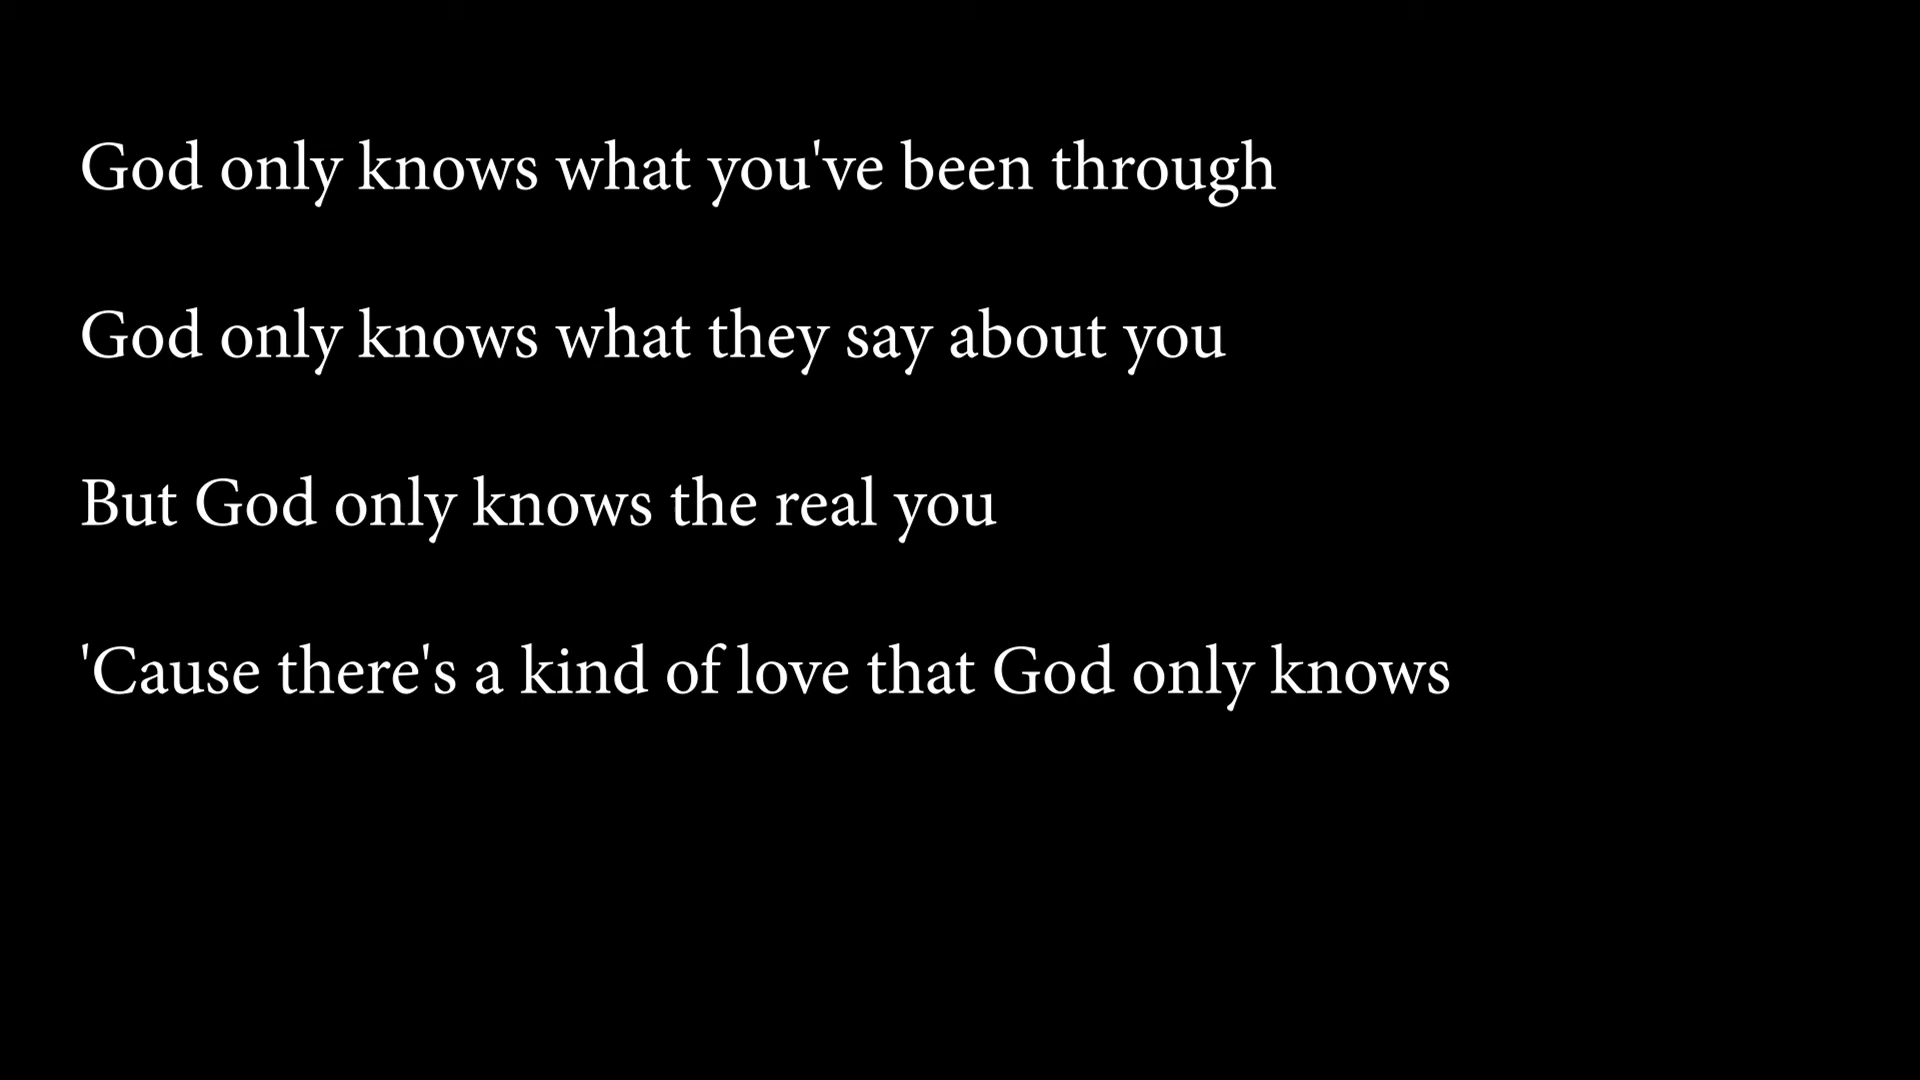 God only knows what you've been through
God only knows what they say about you
But God only knows the real you
'Cause there's a kind of love that God only knows